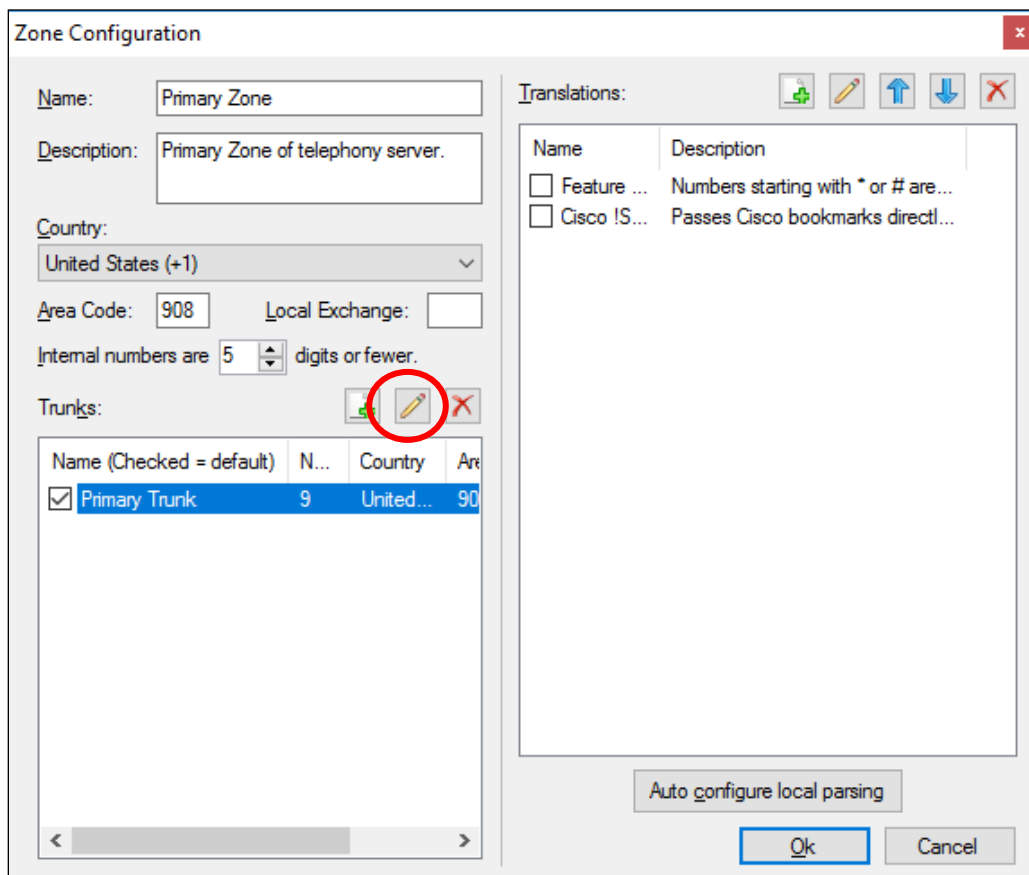 Zone Configuration
x
Name: Primary Zone
Description: Primary Zone of telephony server.
Country:
United States (+1)
Area Code: 908 Local Exchange:
Internal numbers are 5 digits or fewer.
Trunks:
Name (Checked = default) N... Country Are
Primary Trunk 9 United... 90
Translations:
Name Description
Feature ... Numbers starting with * or # are...
Cisco !S... Passes Cisco bookmarks directl...
Auto configure local parsing
Ok Cancel